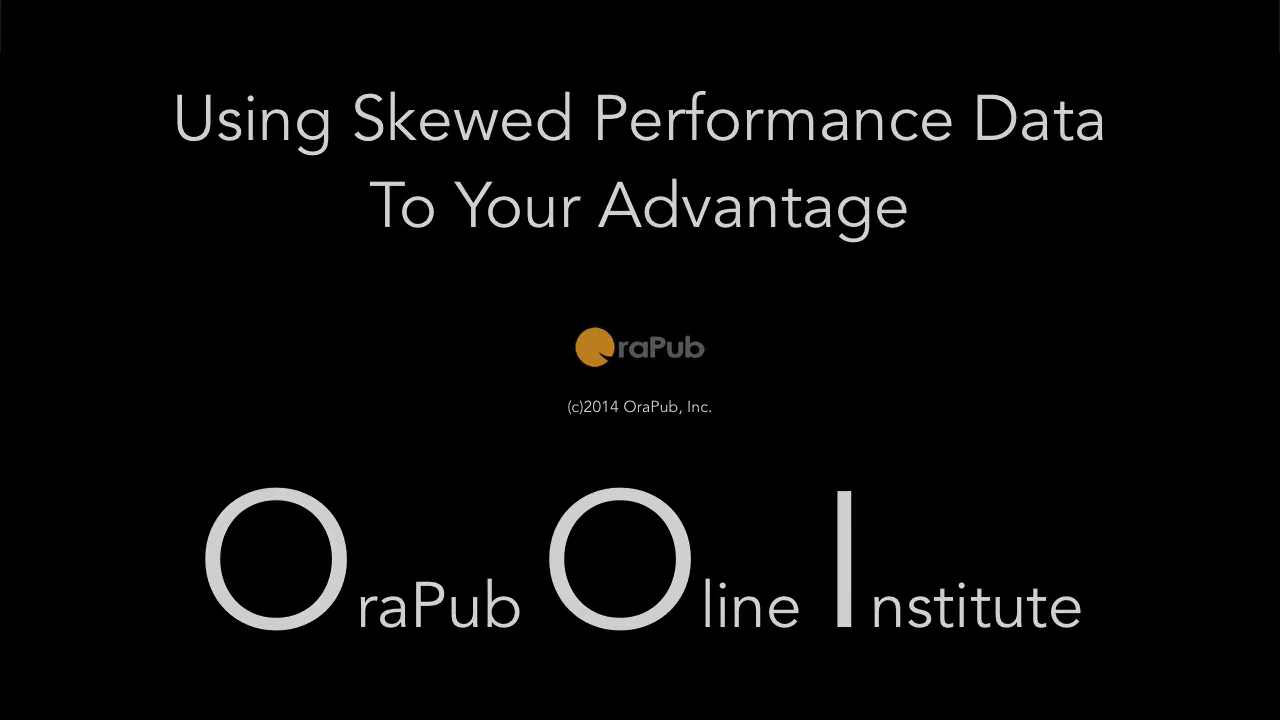 Using Skewed Performance Data
To Your Advantage
OraPub
(c)2014 OraPub, Inc.
OraPub Oline Institute